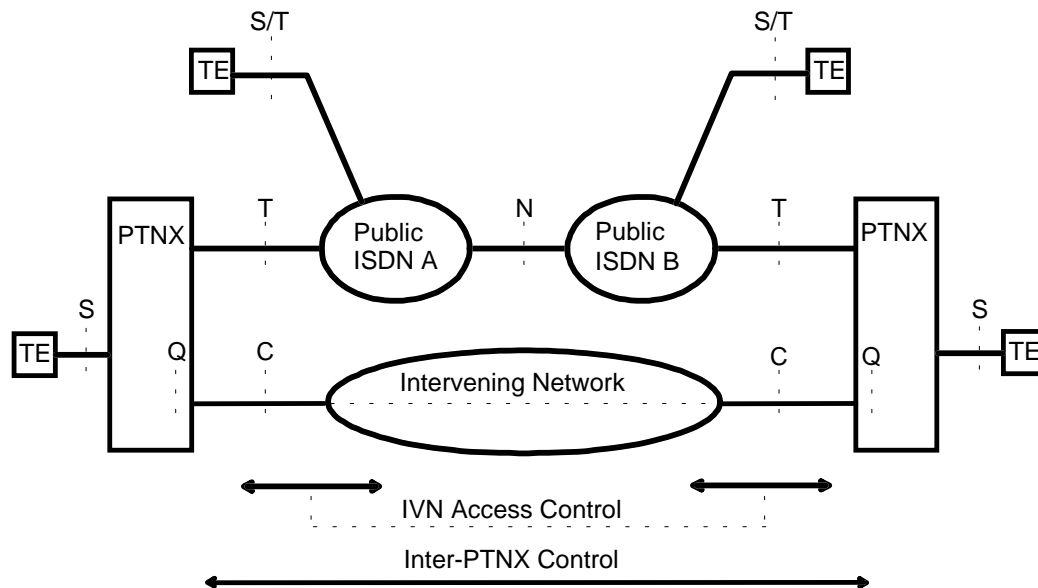 S/T S/T
TE TE
T N T
PTNX Public ISDN A Public ISDN B PTNX
S S
TE Q C C Q TE
Intervening Network
IVN Access Control
Inter-PTNX Control